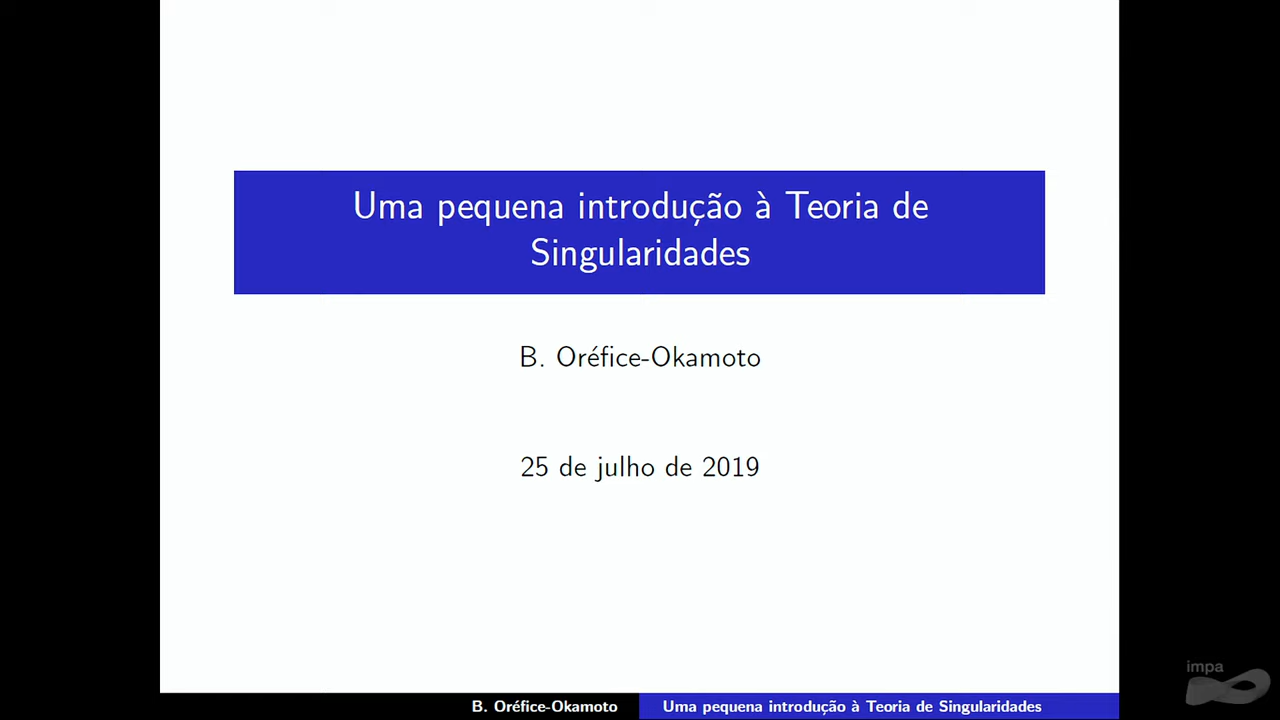 Uma pequena introdução à Teoria de
Singularidades
B. Oréfice-Okamoto
25 de julho de 2019
impa
B. Oréfice-Okamoto
Uma pequena introdução à Teoria de Singularidades